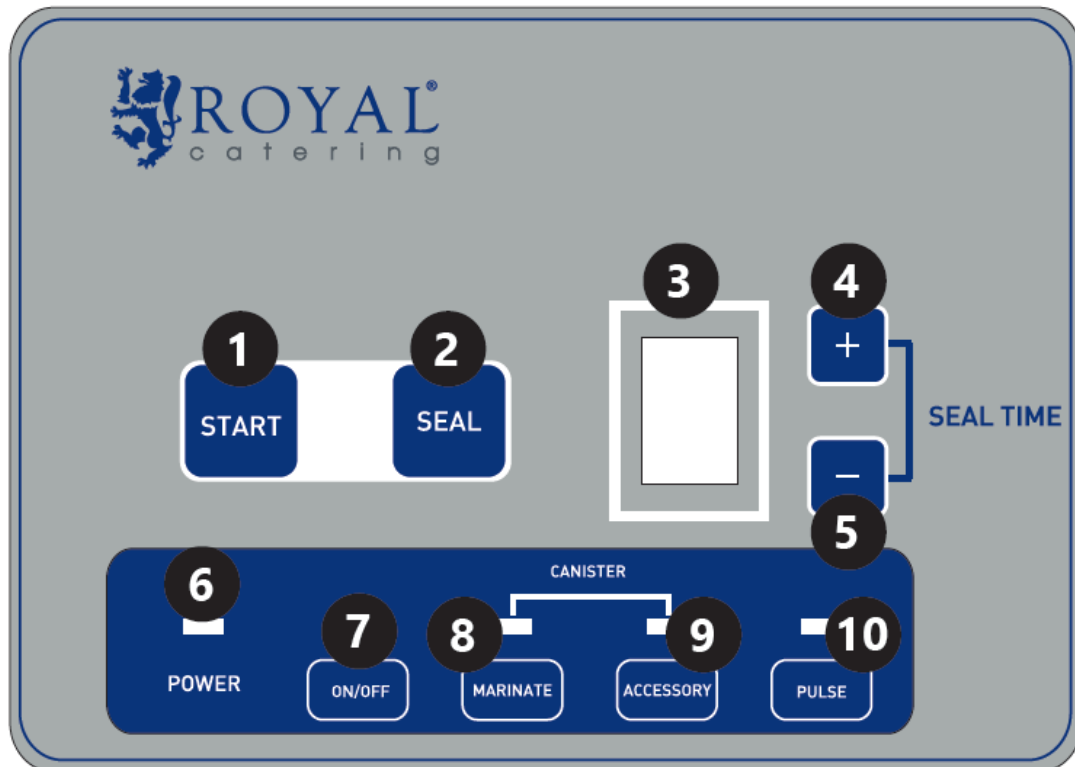 ROYAL®
catering
1
2
3
4
5
START
SEAL
+
−
SEAL TIME
CANISTER
6
7
8
9
10
POWER
ON/OFF
MARINATE
ACCESSORY
PULSE